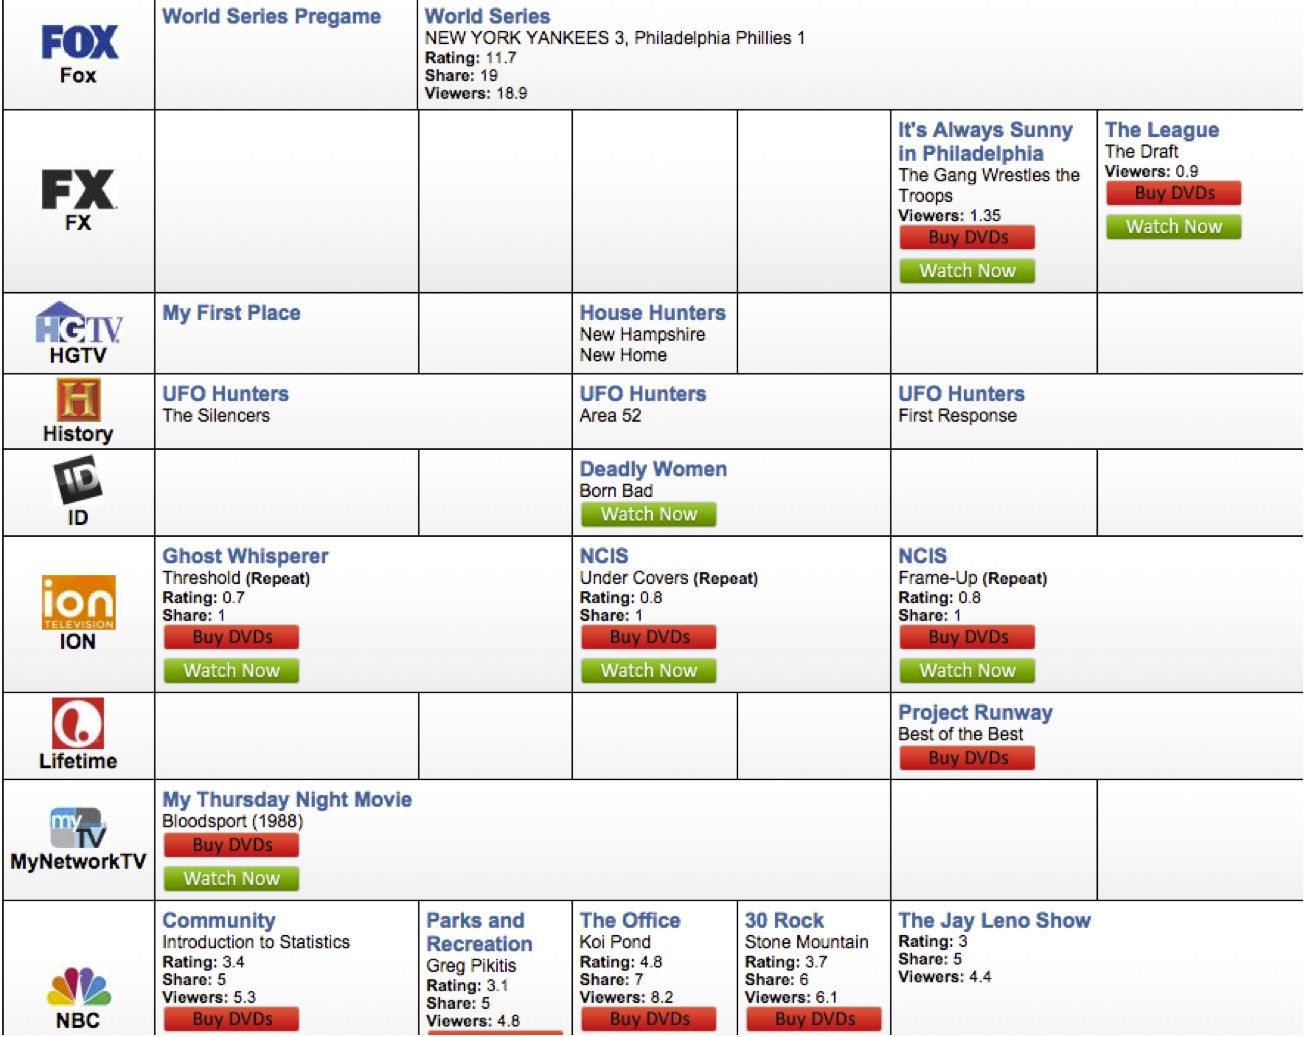 World Series Pregame
World Series
NEW YORK YANKEES 3, Philadelphia Phillies 1
Rating: 11.7
Share: 19
Viewers: 18.9
FOX
Fox
It's Always Sunny
in Philadelphia
The Gang Wrestles the
Troops
Viewers: 1.35
Buy DVDs
Watch Now
The League
The Draft
Viewers: 0.9
Buy DVDs
Watch Now
FX
FX
HGTV
HGTV
My First Place
House Hunters
New Hampshire
New Home
H
History
UFO Hunters
The Silencers
UFO Hunters
Area 52
UFO Hunters
First Response
ID
ID
Deadly Women
Born Bad
Watch Now
ion
TELEVISION
ION
Ghost Whisperer
Threshold (Repeat)
Rating: 0.7
Share: 1
Buy DVDs
Watch Now
NCIS
Under Covers (Repeat)
Rating: 0.8
Share: 1
Buy DVDs
Watch Now
NCIS
Frame-Up (Repeat)
Rating: 0.8
Share: 1
Buy DVDs
Watch Now
Lifetime
Project Runway
Best of the Best
Buy DVDs
my
TV
MyNetworkTV
My Thursday Night Movie
Bloodsport (1988)
Buy DVDs
Watch Now
NBC
Community
Introduction to Statistics
Rating: 3.4
Share: 5
Viewers: 5.3
Buy DVDs
Parks and
Recreation
Greg Pikitis
Rating: 3.1
Share: 5
Viewers: 4.8
The Office
Koi Pond
Rating: 4.8
Share: 7
Viewers: 8.2
Buy DVDs
30 Rock
Stone Mountain
Rating: 3.7
Share: 6
Viewers: 6.1
Buy DVDs
The Jay Leno Show
Rating: 3
Share: 5
Viewers: 4.4